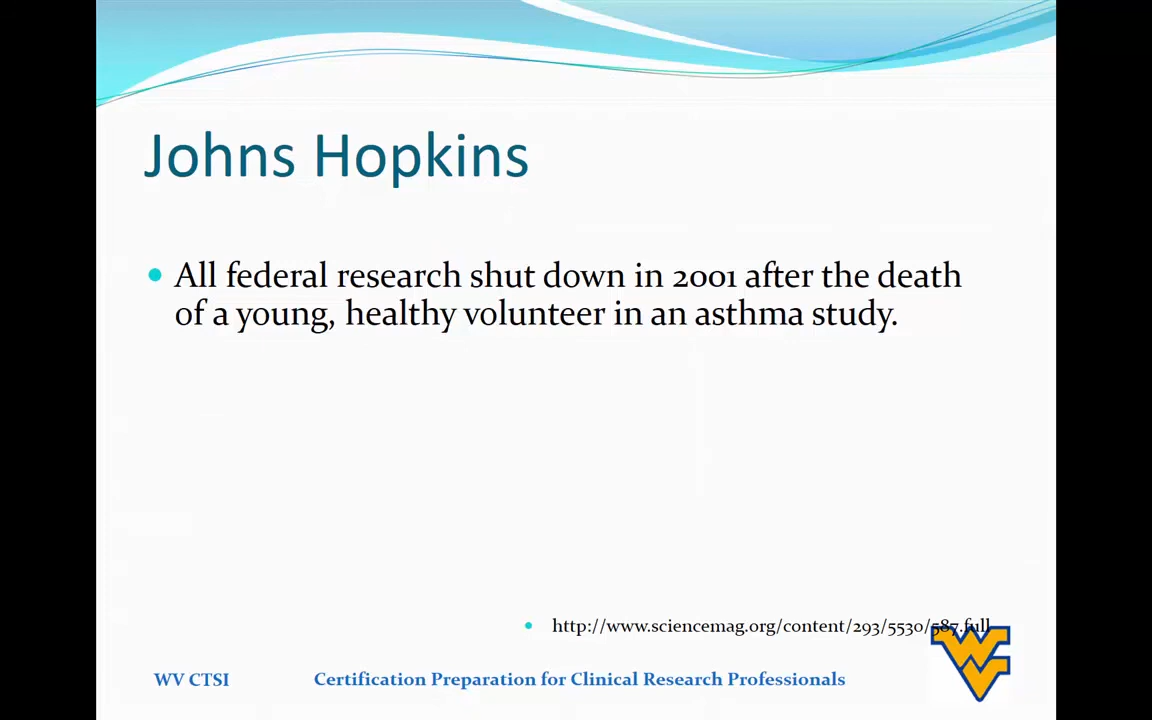 Johns Hopkins
• All federal research shut down in 2001 after the death
of a young, healthy volunteer in an asthma study.
• http://www.sciencemag.org/content/293/5530/587.full
WV CTSI
Certification Preparation for Clinical Research Professionals
WV